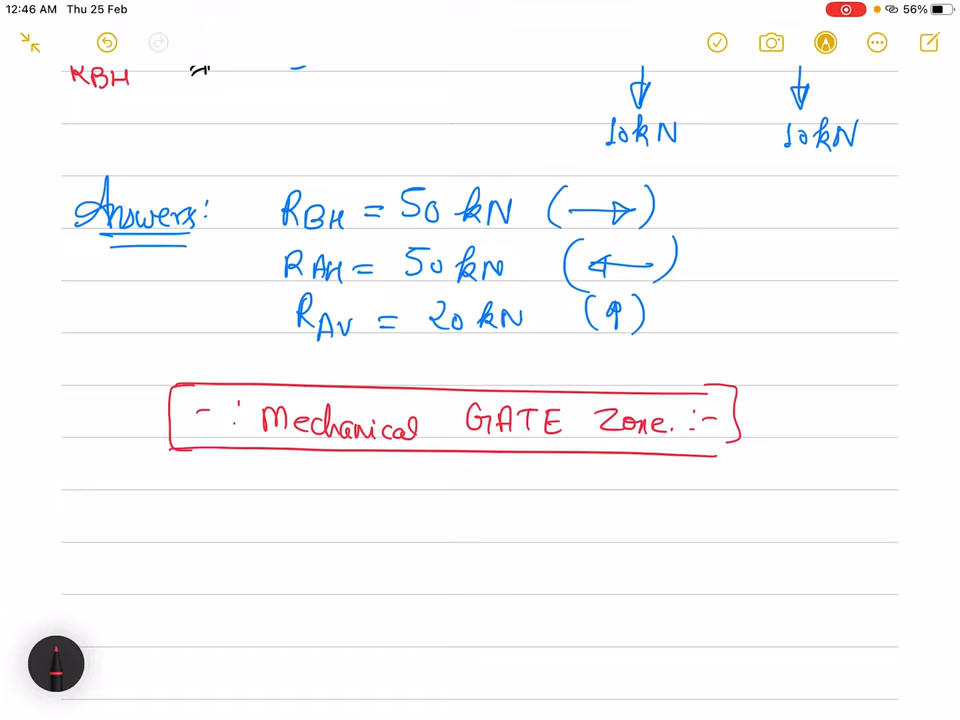 12:46 AM Thu 25 Feb 56%
RBH
10kN 10kN
Answers: RBH = 50 kN (→)
RAH = 50 kN (←)
RAV = 20 kN (↑)
-: Mechanical GATE Zone. :-